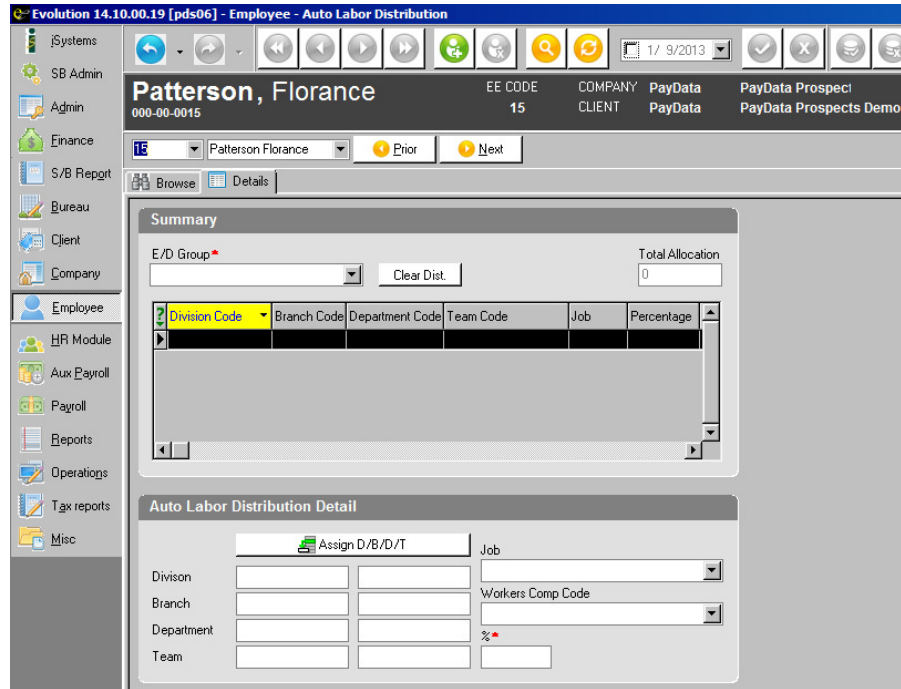 Evolution 14.10.00.19 [pds06] - Employee - Auto Labor Distribution
iSystems
SB Admin
Admin
Finance
S/B Report
Bureau
Client
Company
Employee
HR Module
Aux Payroll
Payroll
Reports
Operations
Tax reports
Misc
1/ 9/2013
Patterson, Florance
000-00-0015
EE CODE
15
COMPANY PayData PayData Prospect
CLIENT PayData PayData Prospects Demo
15 Patterson Florance Prior Next
Browse Details
Summary
E/D Group*
Clear Dist.
Total Allocation
0
Division Code Branch Code Department Code Team Code Job Percentage
Auto Labor Distribution Detail
Assign D/B/D/T
Divison
Branch
Department
Team
Job
Workers Comp Code
%*